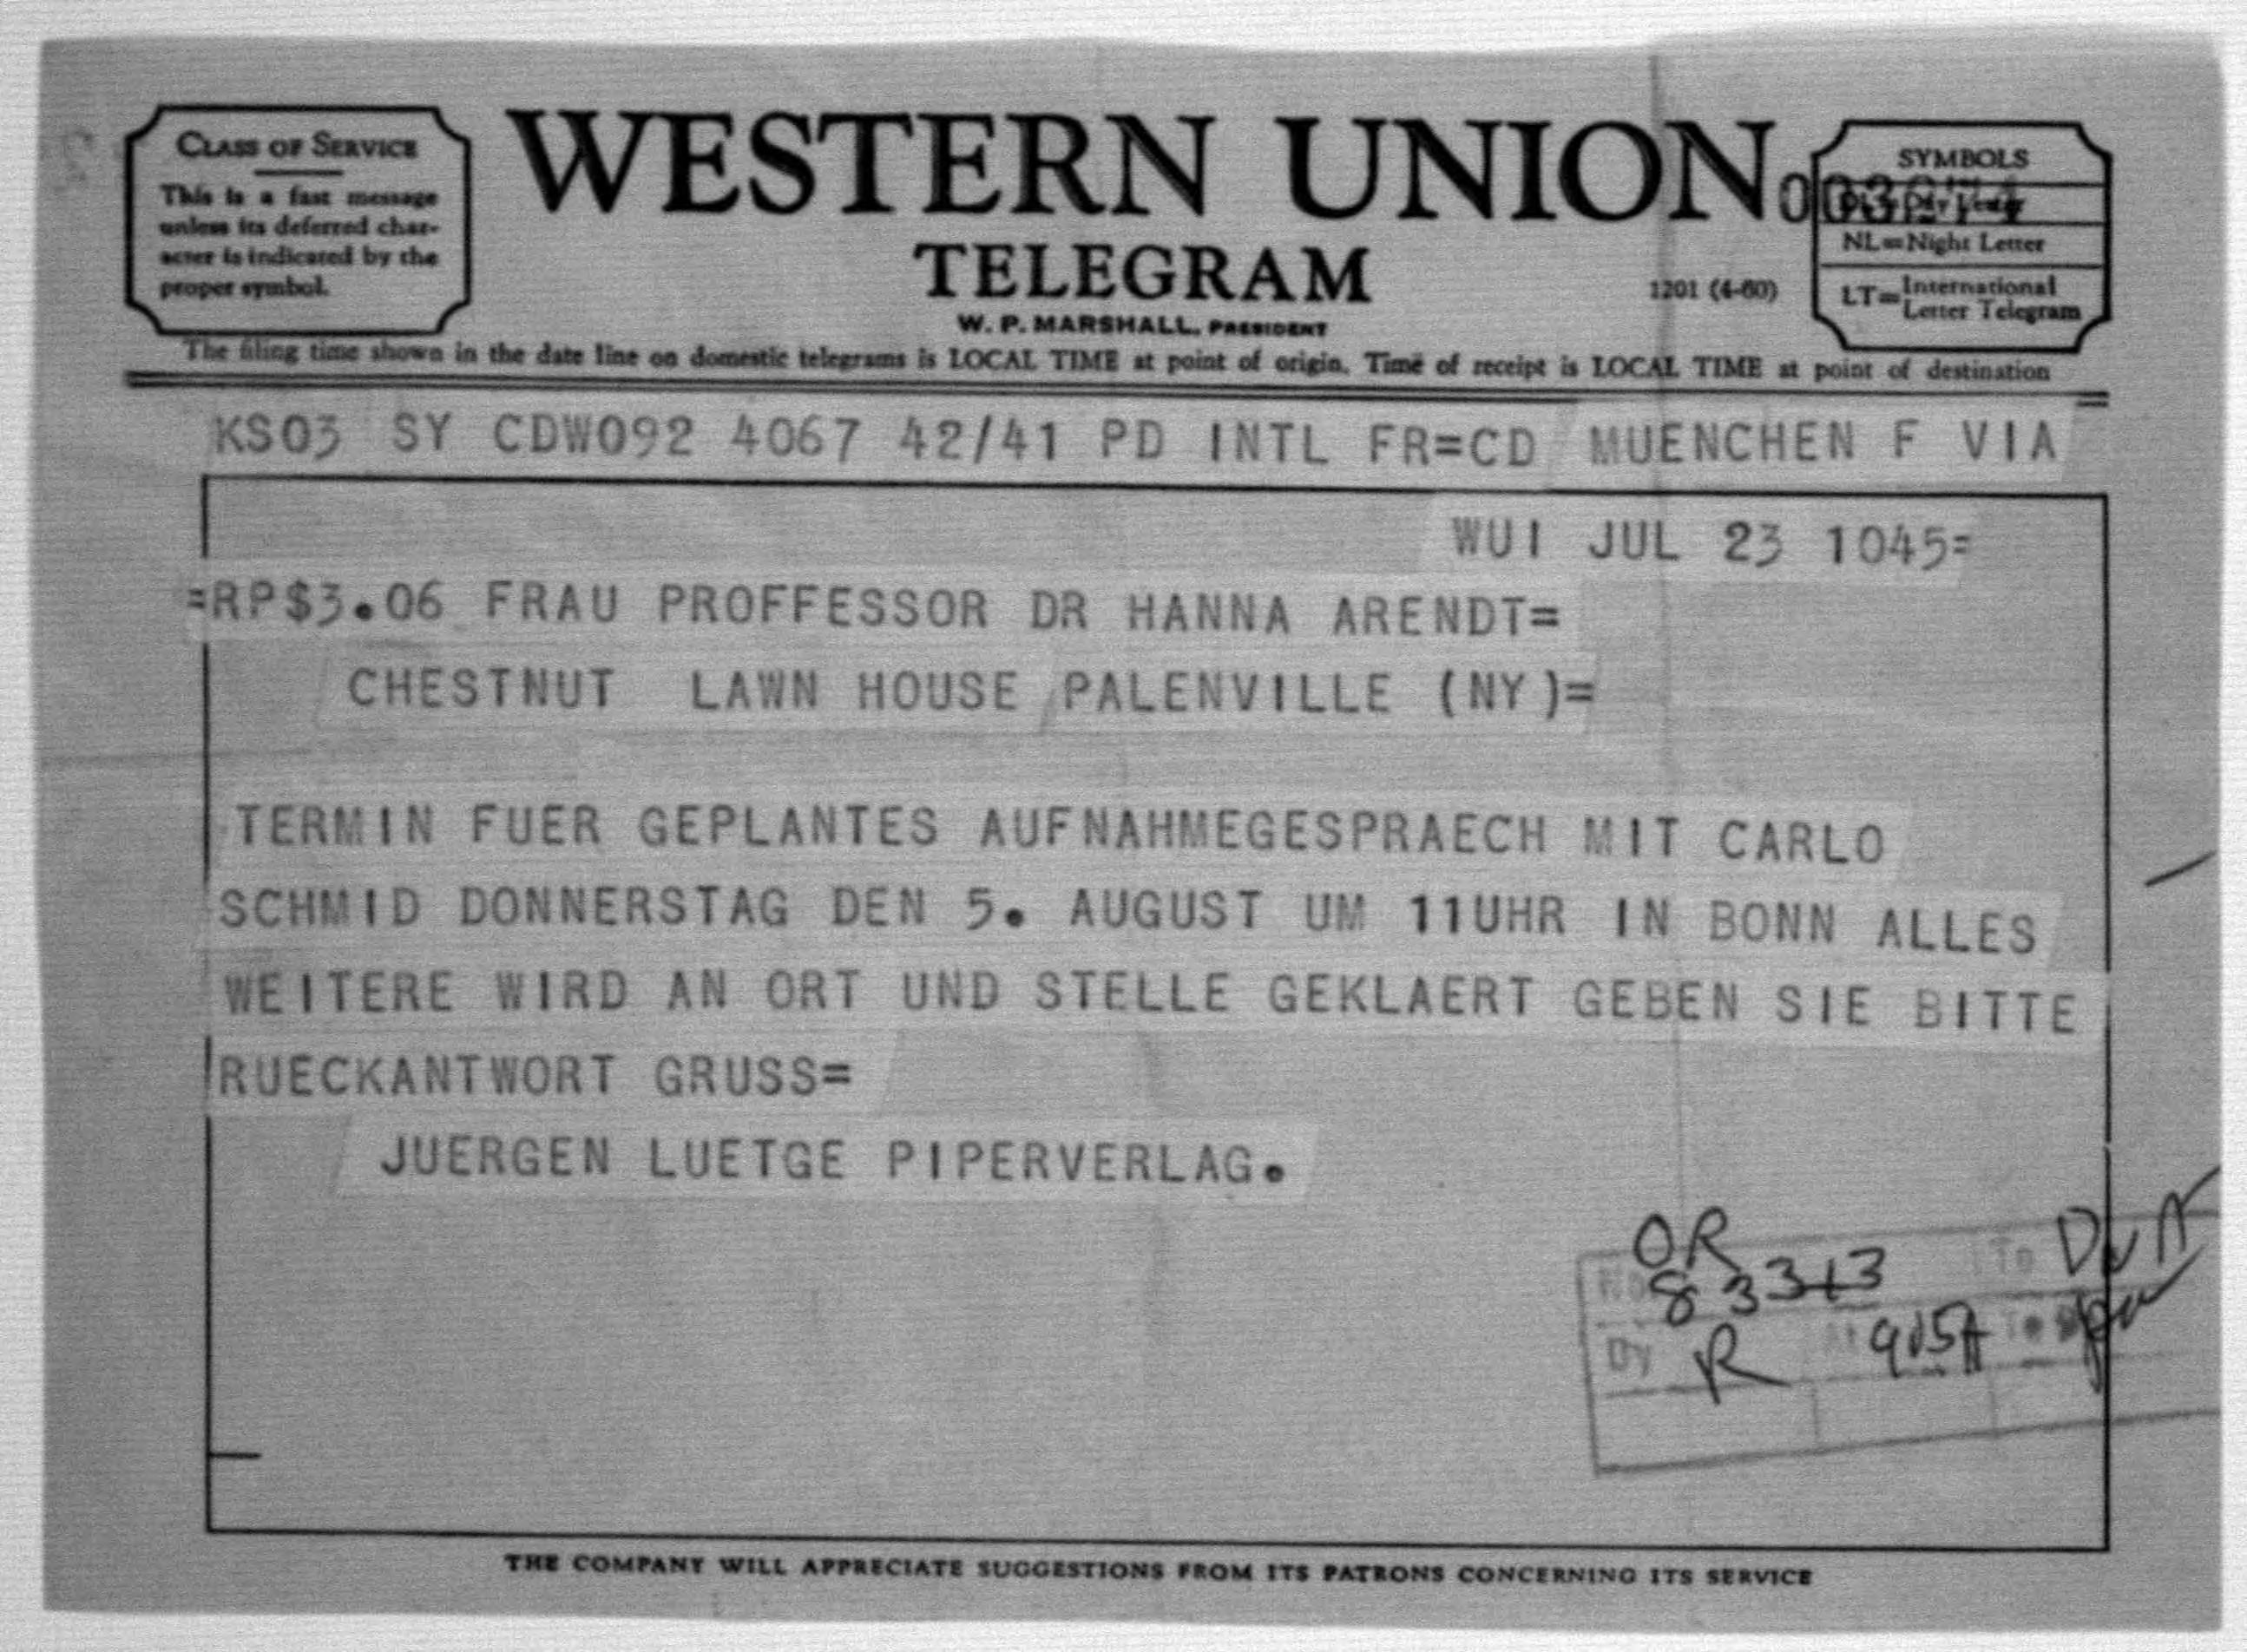 CLASS OF SERVICE
This is a fast message
unless its deferred char-
acter is indicated by the
proper symbol.
WESTERN UNION
TELEGRAM
W. P. MARSHALL, PRESIDENT
1201 (4-60)
SYMBOLS
NL=Night Letter
LT=International
Letter Telegram
The filing time shown in the date line on domestic telegrams is LOCAL TIME at point of origin. Time of receipt is LOCAL TIME at point of destination
KS03 SY CDW092 4067 42/41 PD INTL FR=CD MUENCHEN F VIA
WUI JUL 23 1045=
=RP$3.06 FRAU PROFFESSOR DR HANNA ARENDT=
CHESTNUT LAWN HOUSE PALENVILLE (NY)=
TERMIN FUER GEPLANTES AUFNAHMEGESPRAECH MIT CARLO
SCHMID DONNERSTAG DEN 5. AUGUST UM 11UHR IN BONN ALLES
WEITERE WIRD AN ORT UND STELLE GEKLAERT GEBEN SIE BITTE
RUECKANTWORT GRUSS=
JUERGEN LUETGE PIPERVERLAG.
OR
No
To
By R
To
THE COMPANY WILL APPRECIATE SUGGESTIONS FROM ITS PATRONS CONCERNING ITS SERVICE